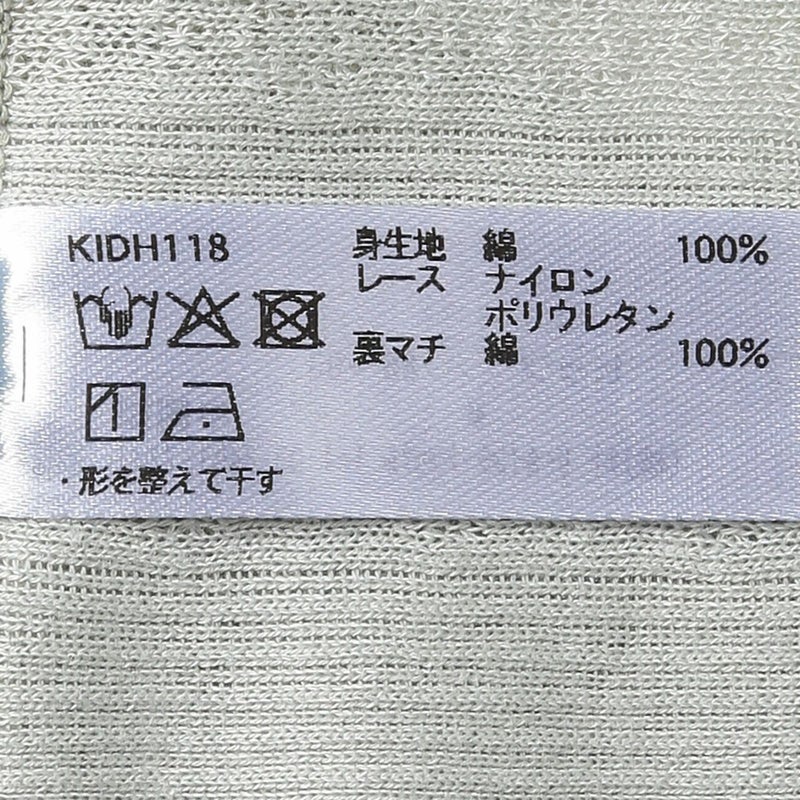 KIDH118
身生地 綿 100%
レース ナイロン
ポリウレタン
裏マチ 綿 100%
・形を整えて干す